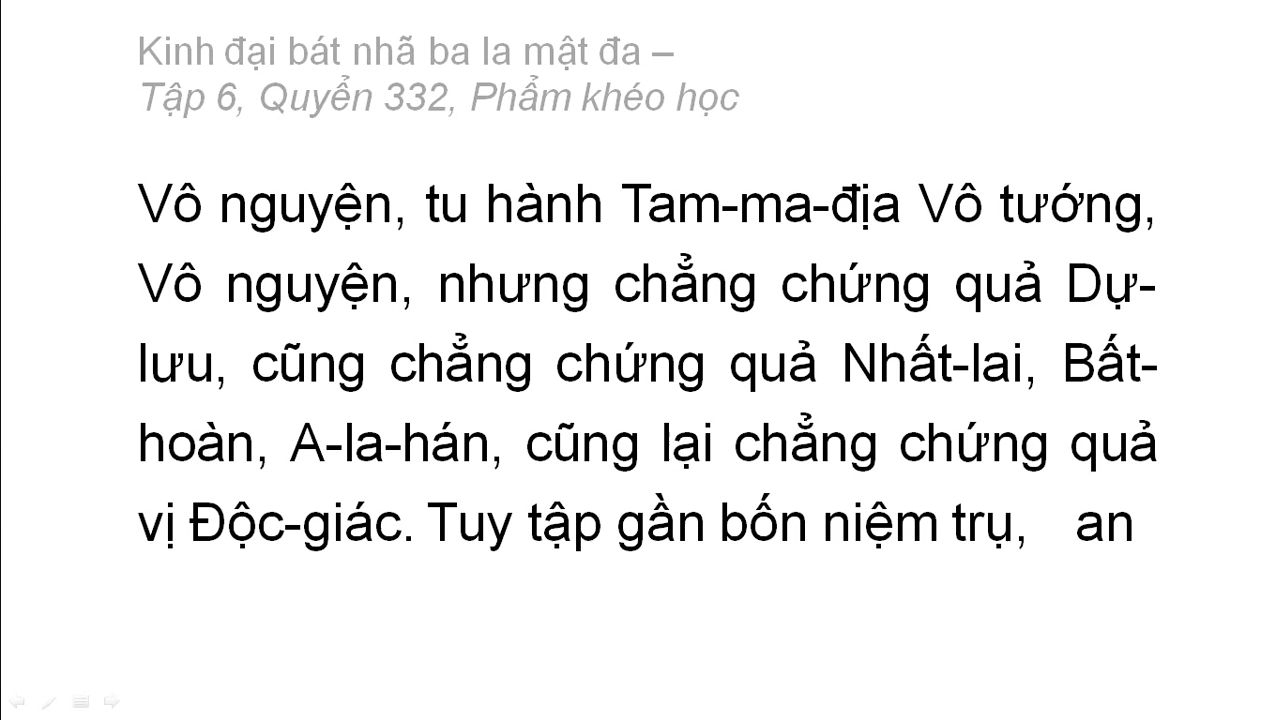 Kinh đại bát nhã ba la mật đa –
Tập 6, Quyển 332, Phẩm khéo học
Vô nguyện, tu hành Tam-ma-địa Vô tướng,
Vô nguyện, nhưng chẳng chứng quả Dự-
lưu, cũng chẳng chứng quả Nhất-lai, Bất-
hoàn, A-la-hán, cũng lại chẳng chứng quả
vị Độc-giác. Tuy tập gần bốn niệm trụ, an